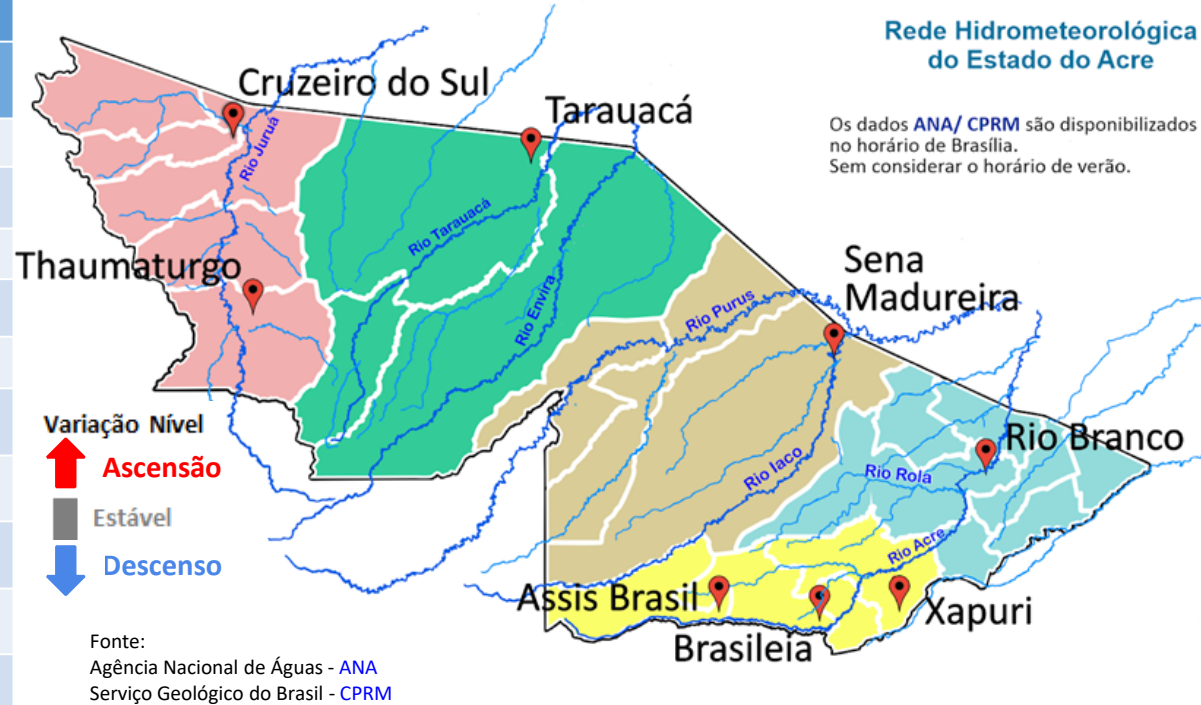 Rede Hidrometeorológica
do Estado do Acre
Os dados ANA/ CPRM são disponibilizados
no horário de Brasília.
Sem considerar o horário de verão.
Cruzeiro do Sul
Tarauacá
Rio Juruá
Rio Tarauacá
Thaumaturgo
Rio Envira
Sena
Madureira
Rio Purus
Variação Nível
Ascensão
Estável
Descenso
Rio Branco
Rio Iaco
Rio Rola
Rio Acre
Assis Brasil
Xapuri
Brasileia
Fonte:
Agência Nacional de Águas - ANA
Serviço Geológico do Brasil - CPRM